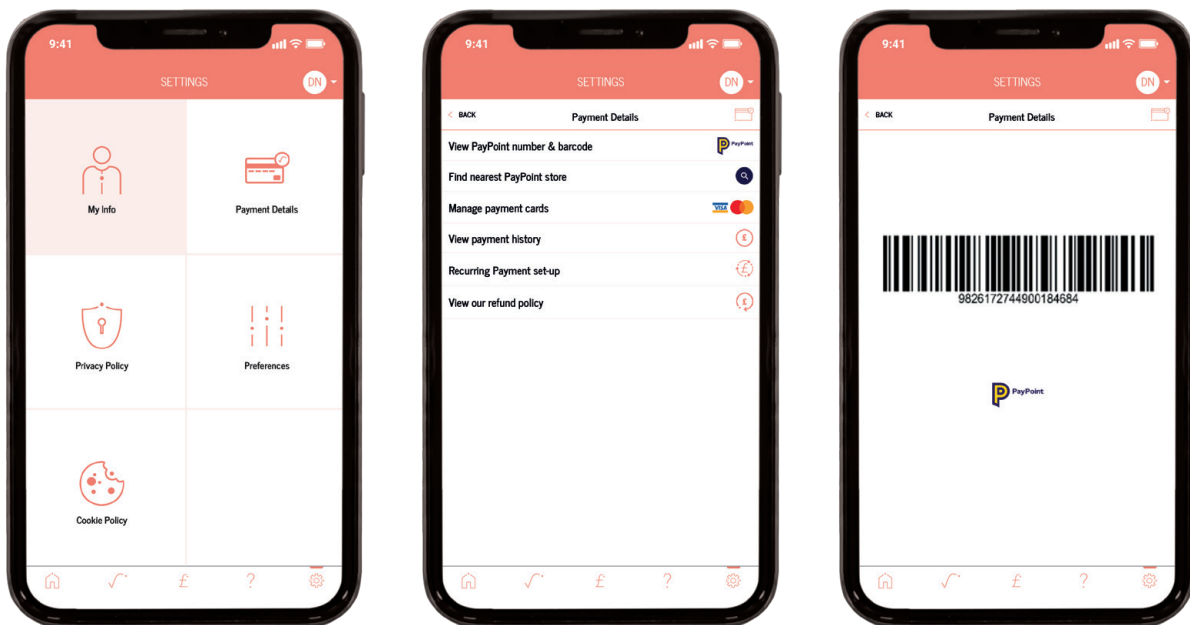 9:41
SETTINGS
DN
My Info
Payment Details
Privacy Policy
Preferences
Cookie Policy
£
?
9:41
SETTINGS
DN
< BACK
Payment Details
View PayPoint number & barcode
PayPoint
Find nearest PayPoint store
Manage payment cards
VISA
View payment history
£
Recurring Payment set-up
£
View our refund policy
£
£
?
9:41
SETTINGS
DN
< BACK
Payment Details
9826172744900184684
PayPoint
£
?